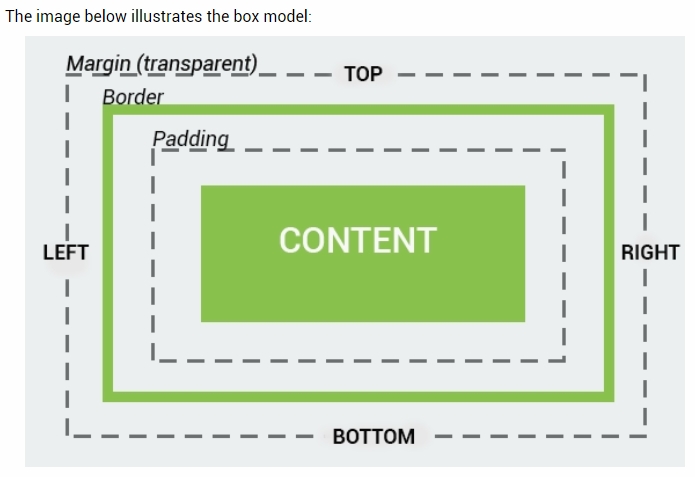 The image below illustrates the box model:
Margin (transparent)
TOP
Border
Padding
CONTENT
LEFT
RIGHT
BOTTOM